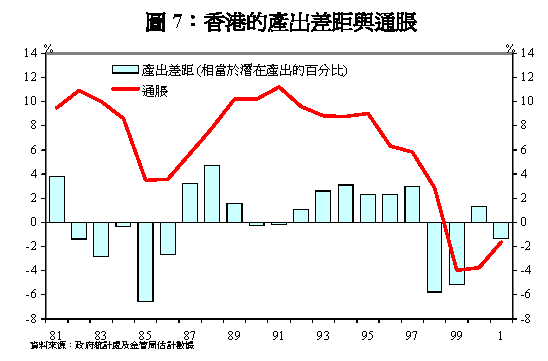 圖 7：香港的產出差距與通脹
% %
產出差距 (相當於潛在產出的百分比)
通脹
14 14
12 12
10 10
8 8
6 6
4 4
2 2
0 0
-2 -2
-4 -4
-6 -6
-8 -8
81 83 85 87 89 91 93 95 97 99 1
資料來源：政府統計處及金管局估計數據